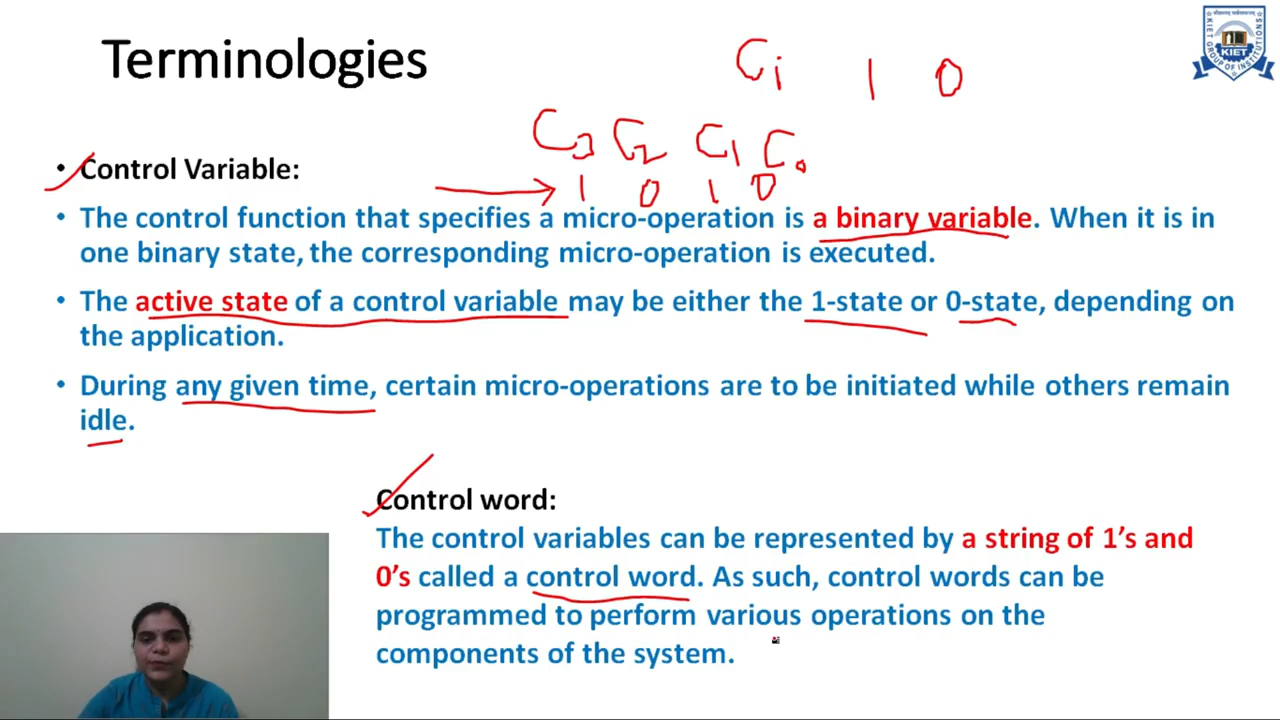 Terminologies
Ci 1 0
C3 C2 C1 C0
1 0 1 0
• Control Variable:
• The control function that specifies a micro-operation is a binary variable. When it is in
one binary state, the corresponding micro-operation is executed.
• The active state of a control variable may be either the 1-state or 0-state, depending on
the application.
• During any given time, certain micro-operations are to be initiated while others remain
idle.
Control word:
The control variables can be represented by a string of 1’s and
0’s called a control word. As such, control words can be
programmed to perform various operations on the
components of the system.
KIET
GROUP OF INSTITUTIONS